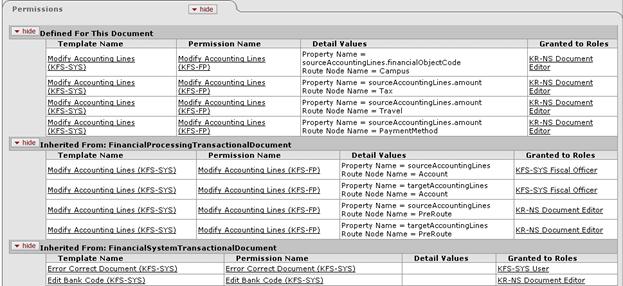 Permissions hide
hide Defined For This Document
Template Name Permission Name Detail Values Granted to Roles
Modify Accounting Lines (KFS-SYS) Modify Accounting Lines (KFS-FP) Property Name = sourceAccountingLines.financialObjectCode Route Node Name = Campus KR-NS Document Editor
Modify Accounting Lines (KFS-SYS) Modify Accounting Lines (KFS-FP) Property Name = sourceAccountingLines.amount Route Node Name = Tax KR-NS Document Editor
Modify Accounting Lines (KFS-SYS) Modify Accounting Lines (KFS-FP) Property Name = sourceAccountingLines.amount Route Node Name = Travel KR-NS Document Editor
Modify Accounting Lines (KFS-SYS) Modify Accounting Lines (KFS-FP) Property Name = sourceAccountingLines.amount Route Node Name = PaymentMethod KR-NS Document Editor
hide Inherited From: FinancialProcessingTransactionalDocument
Template Name Permission Name Detail Values Granted to Roles
Modify Accounting Lines (KFS-SYS) Modify Accounting Lines (KFS-FP) Property Name = sourceAccountingLines Route Node Name = Account KFS-SYS Fiscal Officer
Modify Accounting Lines (KFS-SYS) Modify Accounting Lines (KFS-FP) Property Name = targetAccountingLines Route Node Name = Account KFS-SYS Fiscal Officer
Modify Accounting Lines (KFS-SYS) Modify Accounting Lines (KFS-FP) Property Name = sourceAccountingLines Route Node Name = PreRoute KR-NS Document Editor
Modify Accounting Lines (KFS-SYS) Modify Accounting Lines (KFS-FP) Property Name = targetAccountingLines Route Node Name = PreRoute KR-NS Document Editor
hide Inherited From: FinancialSystemTransactionalDocument
Template Name Permission Name Detail Values Granted to Roles
Error Correct Document (KFS-SYS) Error Correct Document (KFS-SYS) KFS-SYS User
Edit Bank Code (KFS-SYS) Edit Bank Code (KFS-SYS) KR-NS Document Editor